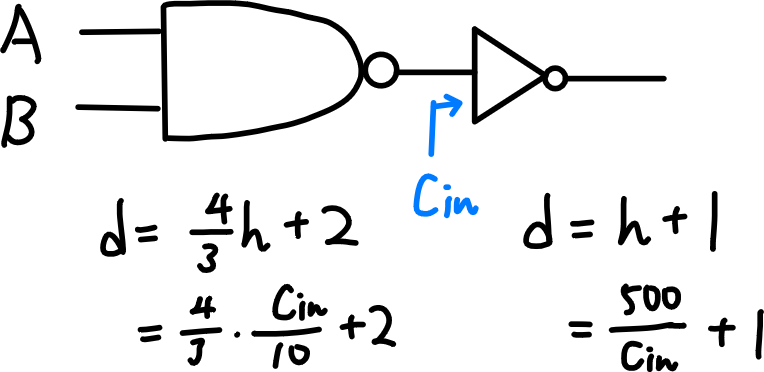 A
B
Cin
d = 4/3 h + 2
= 4/3 · Cin/10 + 2
d = h + 1
= 500/Cin + 1